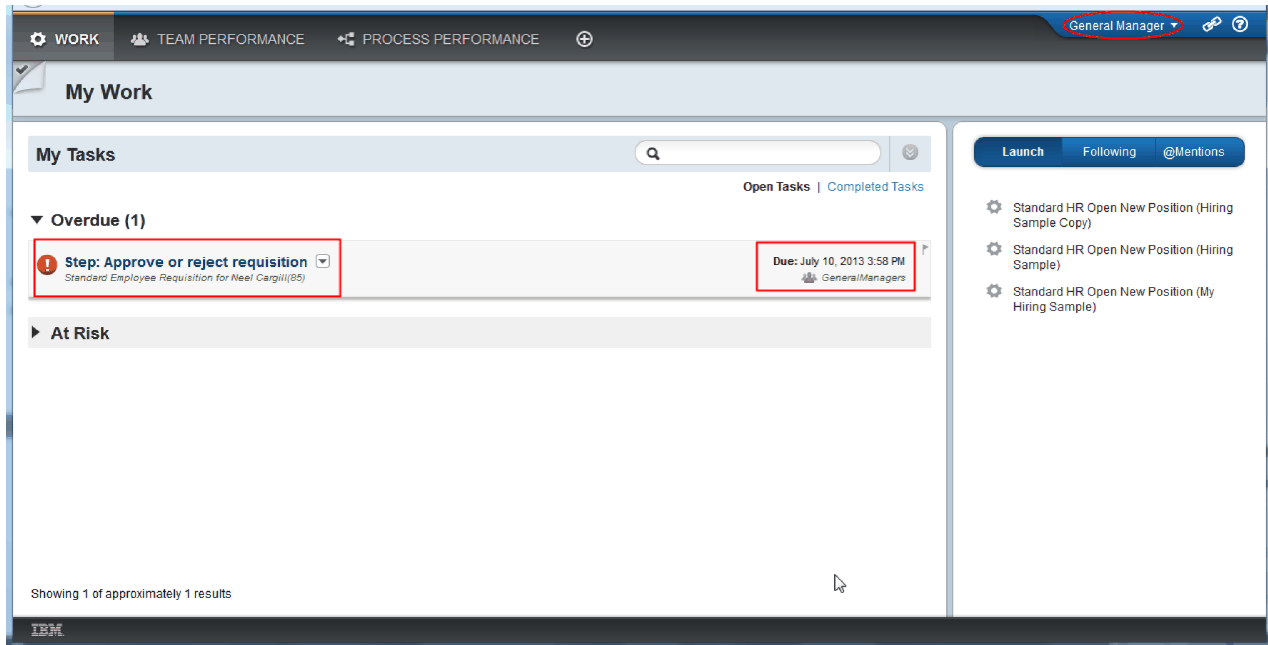 WORK TEAM PERFORMANCE PROCESS PERFORMANCE General Manager
My Work
My Tasks
Open Tasks | Completed Tasks
Overdue (1)
Step: Approve or reject requisition
Standard Employee Requisition for Neel Cargill(85)
Due: July 10, 2013 3:58 PM
GeneralManagers
At Risk
Showing 1 of approximately 1 results
Launch Following @Mentions
Standard HR Open New Position (Hiring
Sample Copy)
Standard HR Open New Position (Hiring
Sample)
Standard HR Open New Position (My
Hiring Sample)
IBM.